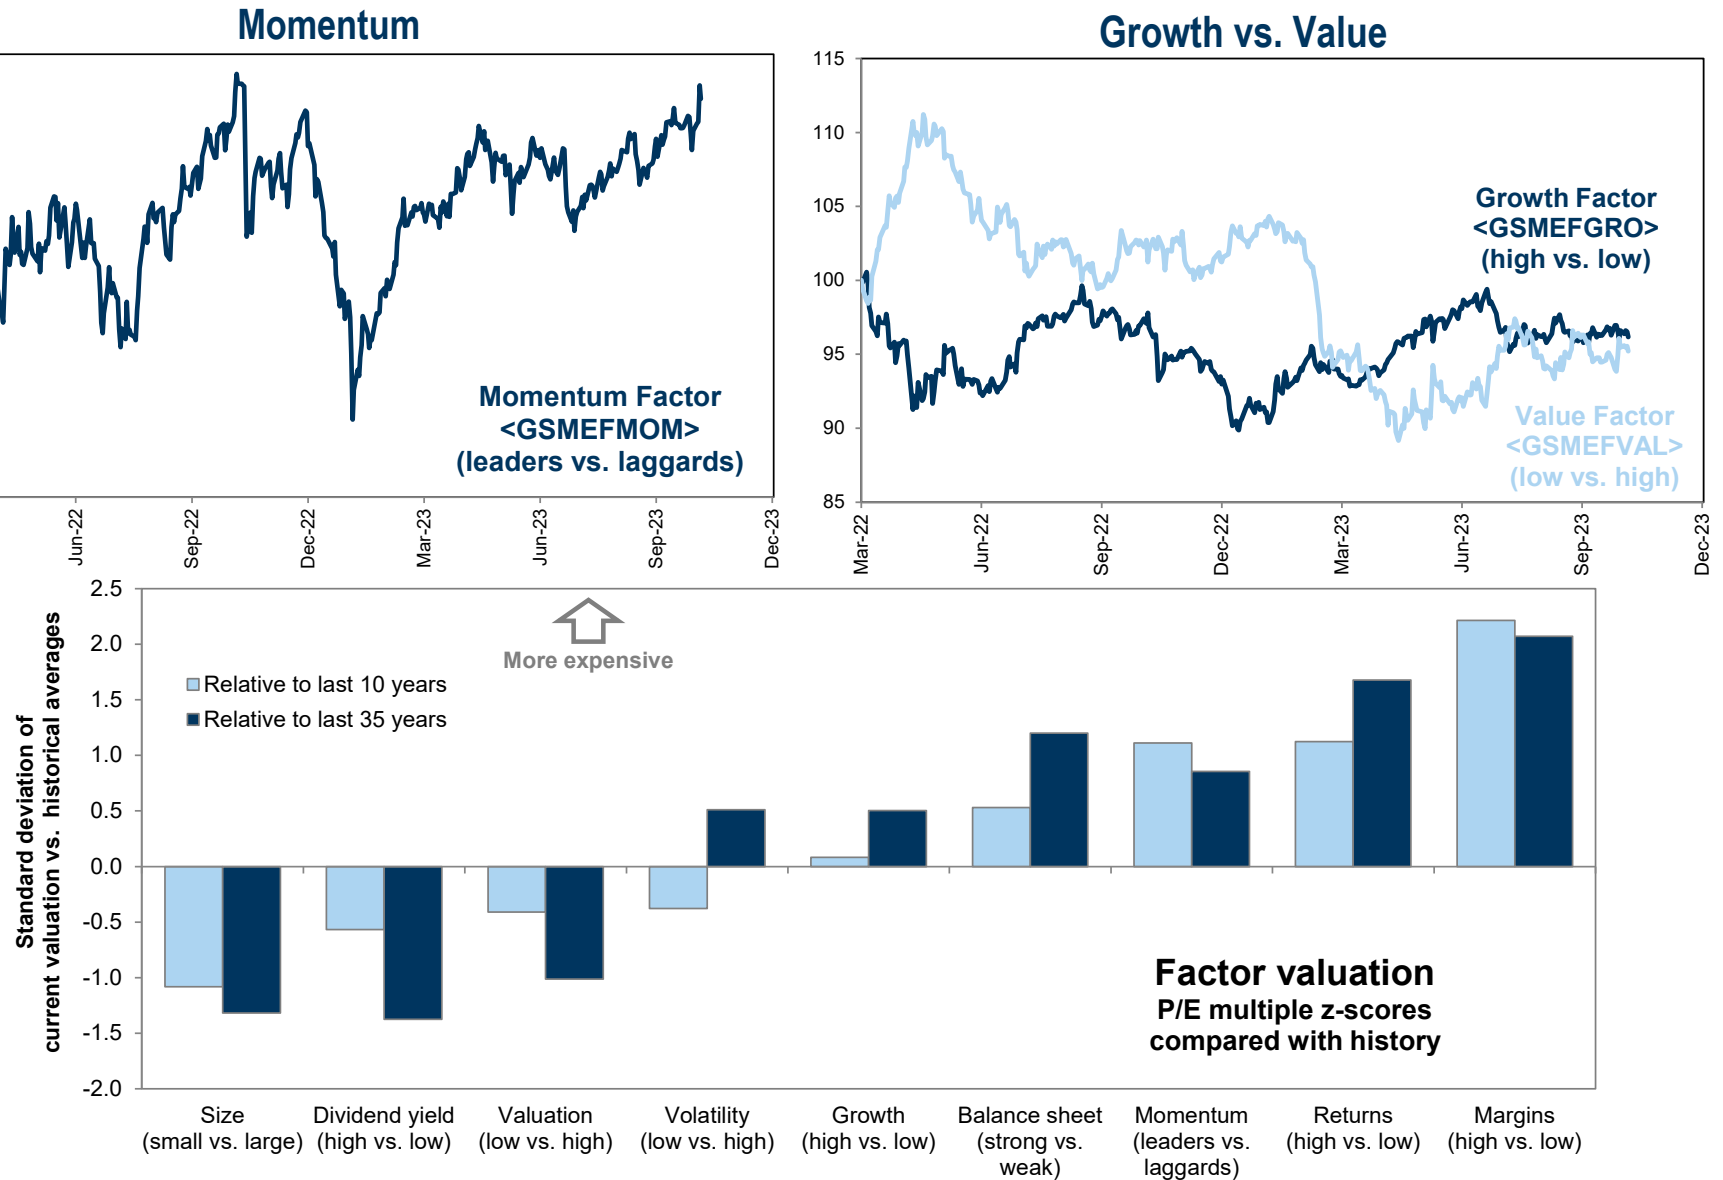 Momentum
Momentum Factor
<GSMEFMOM>
(leaders vs. laggards)
Jun-22
Sep-22
Dec-22
Mar-23
Jun-23
Sep-23
Dec-23
Growth vs. Value
115
110
105
100
95
90
85
Growth Factor
<GSMEFGRO>
(high vs. low)
Value Factor
<GSMEFVAL>
(low vs. high)
Mar-22
Jun-22
Sep-22
Dec-22
Mar-23
Jun-23
Sep-23
Dec-23
Standard deviation of
current valuation vs. historical averages
2.5
2.0
1.5
1.0
0.5
0.0
-0.5
-1.0
-1.5
-2.0
More expensive
Relative to last 10 years
Relative to last 35 years
Factor valuation
P/E multiple z-scores
compared with history
Size
(small vs. large)
Dividend yield
(high vs. low)
Valuation
(low vs. high)
Volatility
(low vs. high)
Growth
(high vs. low)
Balance sheet
(strong vs.
weak)
Momentum
(leaders vs.
laggards)
Returns
(high vs. low)
Margins
(high vs. low)